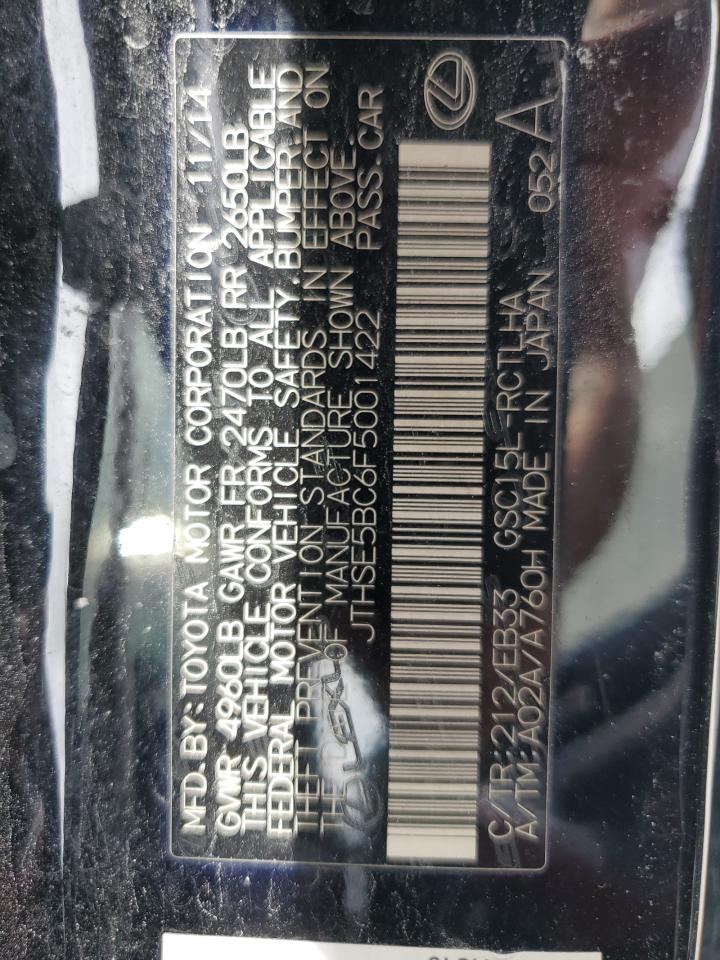 MFD.BY:TOYOTA MOTOR CORPORATION 11/14
GVWR 4960LB GAWR FR 2470LB RR 2650LB
THIS VEHICLE CONFORMS TO ALL APPLICABLE
FEDERAL MOTOR VEHICLE SAFETY.BUMPER.AND
THEFT PREVENTION STANDARDS IN EFFECT ON
THE OF MANUFACTURE SHOWN ABOVE.
JTHSE5BC6F5001422 PASS.CAR
C/TR:212/EB33 GSC15L-RCTLHA
A/TM:A02A/A760H MADE IN JAPAN 052 A